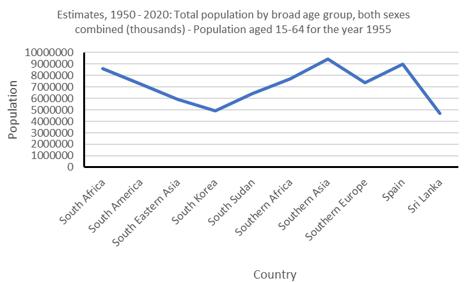 Estimates, 1950 - 2020: Total population by broad age group, both sexes
combined (thousands) - Population aged 15-64 for the year 1955
10000000
9000000
8000000
7000000
6000000
5000000
4000000
3000000
2000000
1000000
0
Population
South Africa
South America
South Eastern Asia
South Korea
South Sudan
Southern Africa
Southern Asia
Southern Europe
Spain
Sri Lanka
Country